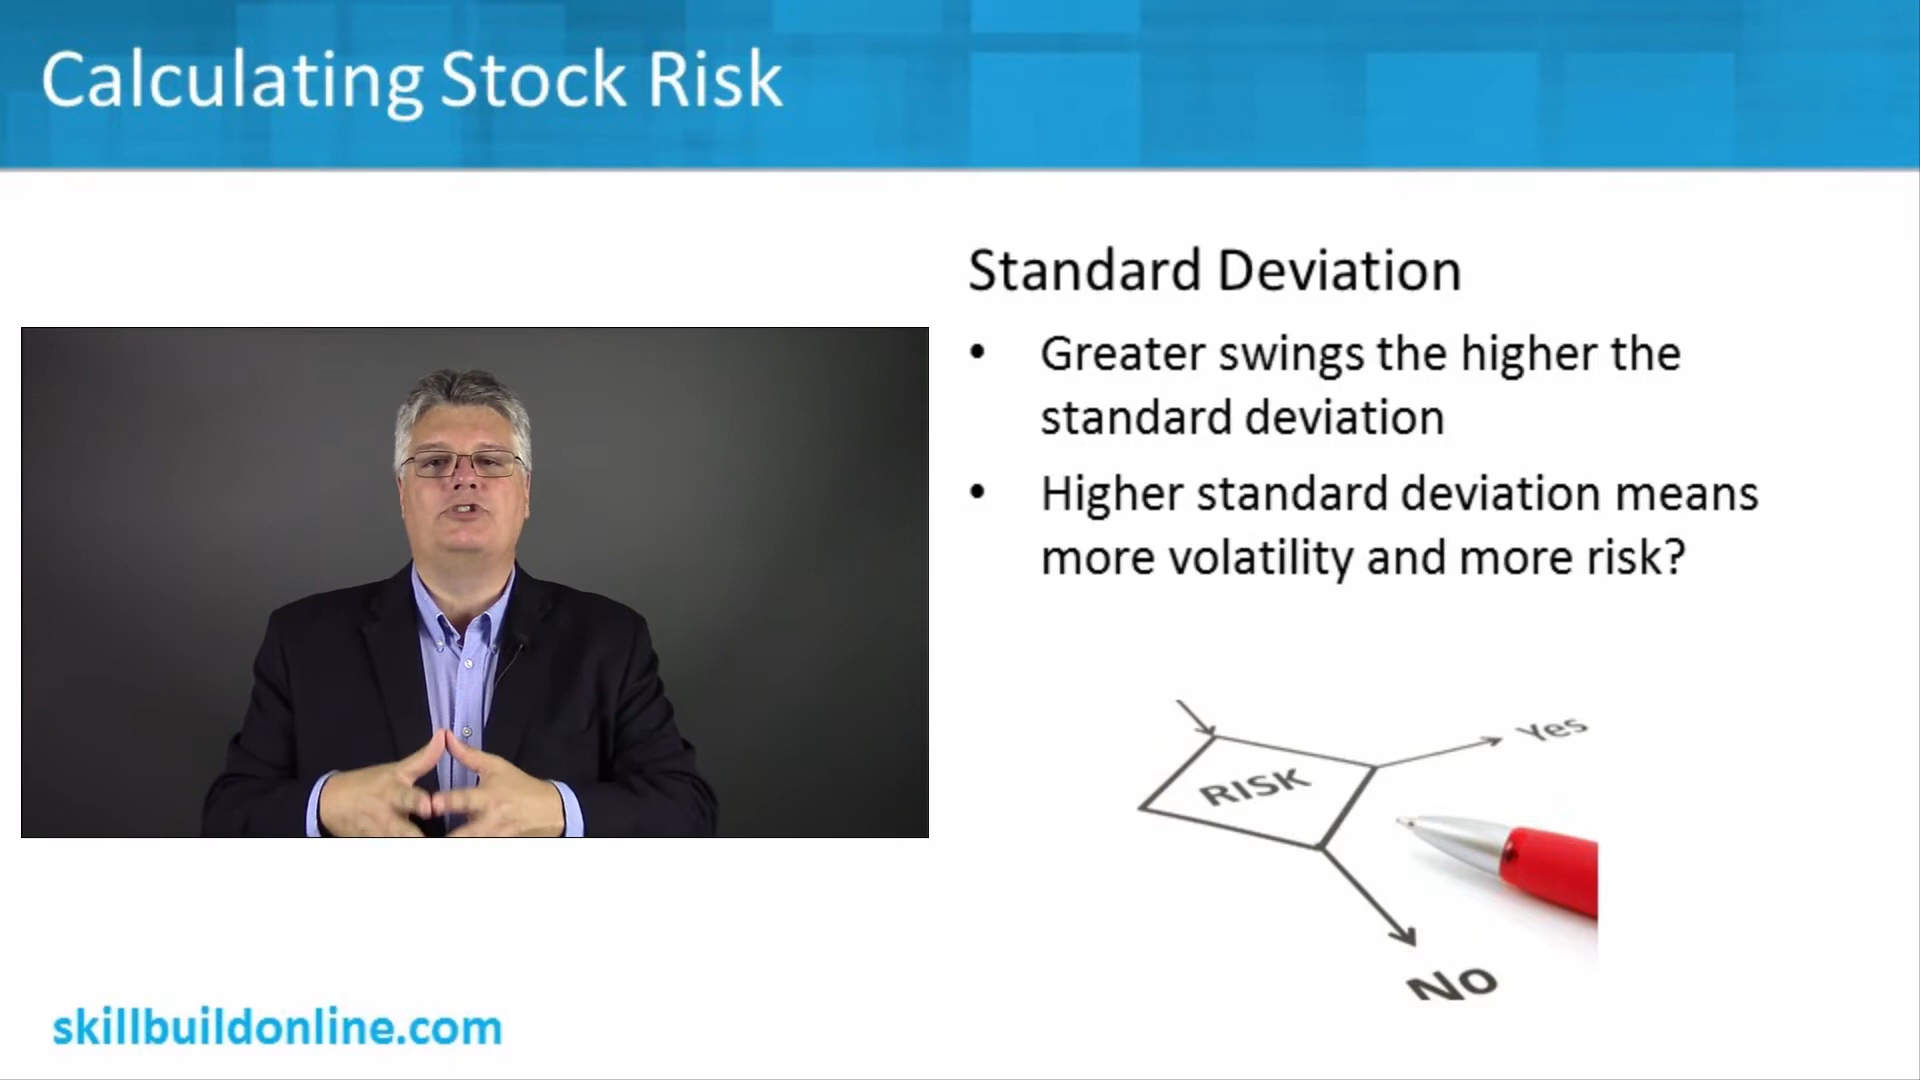 Calculating Stock Risk
Standard Deviation
• Greater swings the higher the
standard deviation
• Higher standard deviation means
more volatility and more risk?
RISK
Yes
No
skillbuildonline.com